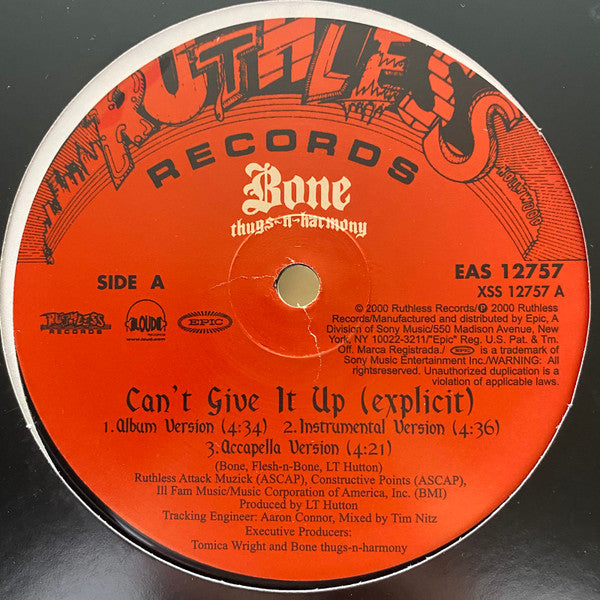 RUTHLESS
RECORDS
Bone
thugs-n-harmony
SIDE A
EAS 12757
XSS 12757 A
RUTHLESS
RECORDS
EPIC
℗ 2000 Ruthless Records/℗ 2000 Ruthless
Records/Manufactured and distributed by Epic, A
Division of Sony Music/550 Madison Avenue, New
York, NY 10022-3211/"Epic" Reg. U.S. Pat. & Tm.
Off. Marca Registrada./ EPIC is a trademark of
Sony Music Entertainment Inc./WARNING: All
rights reserved. Unauthorized duplication is a
violation of applicable laws.
Can't Give It Up (explicit)
1.Album Version (4:34) 2.Instrumental Version (4:36)
3.Accapella Version (4:21)
(Bone, Flesh-n-Bone, LT Hutton)
Ruthless Attack Muzick (ASCAP), Constructive Points (ASCAP),
Ill Fam Music/Music Corporation of America, Inc. (BMI)
Produced by LT Hutton
Tracking Engineer: Aaron Connor, Mixed by Tim Nitz
Executive Producers:
Tomica Wright and Bone thugs-n-harmony